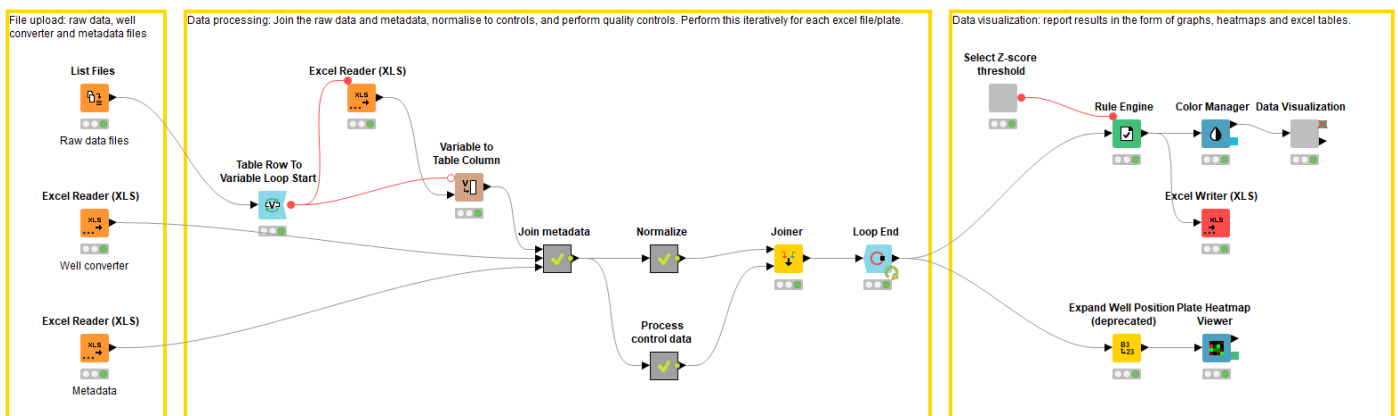 File upload: raw data, well
converter and metadata files
List Files
Raw data files
Excel Reader (XLS)
Well converter
Excel Reader (XLS)
Metadata
Data processing: Join the raw data and metadata, normalise to controls, and perform quality controls. Perform this iteratively for each excel file/plate.
Excel Reader (XLS)
XLS
Table Row To
Variable Loop Start
Variable to
Table Column
Join metadata
Normalize
Process
control data
Joiner
Loop End
Data visualization: report results in the form of graphs, heatmaps and excel tables.
Select Z-score
threshold
Rule Engine
Color Manager
Data Visualization
Excel Writer (XLS)
XLS
Expand Well Position
(deprecated)
B3
Plate Heatmap
Viewer